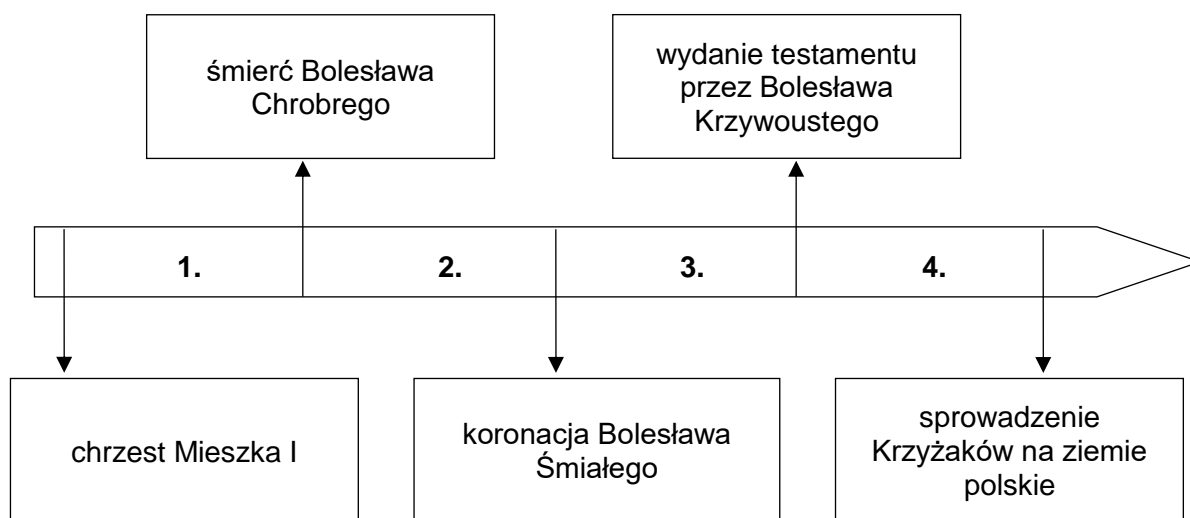 śmierć Bolesława
Chrobrego
wydanie testamentu
przez Bolesława
Krzywoustego
1.
2.
3.
4.
chrzest Mieszka I
koronacja Bolesława
Śmiałego
sprowadzenie
Krzyżaków na ziemie
polskie